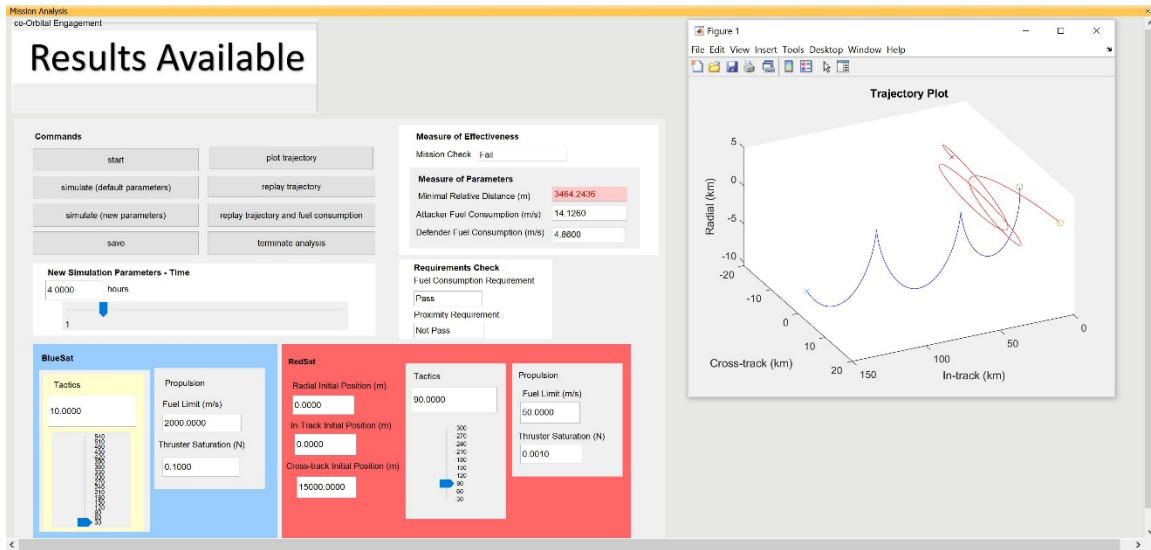 Mission Analysis
co-Orbital Engagement
Results Available
Commands
start
plot trajectory
simulate (default parameters)
replay trajectory
simulate (new parameters)
replay trajectory and fuel consumption
save
terminate analysis
Measure of Effectiveness
Mission Check Fail
Measure of Parameters
Minimal Relative Distance (m) 3464.2436
Attacker Fuel Consumption (m/s) 14.1260
Defender Fuel Consumption (m/s) 4.8600
New Simulation Parameters - Time
4.0000 hours
1
Requirements Check
Fuel Consumption Requirement
Pass
Proximity Requirement
Not Pass
BlueSat
Tactics
10.0000
Propulsion
Fuel Limit (m/s)
2000.0000
Thruster Saturation (N)
0.1000
RedSat
Radial Initial Position (m)
0.0000
In-Track Initial Position (m)
0.0000
Cross-track Initial Position (m)
15000.0000
Tactics
90.0000
300
270
240
210
180
150
120
90
60
30
Propulsion
Fuel Limit (m/s)
50.0000
Thruster Saturation (N)
0.0010
Figure 1
File Edit View Insert Tools Desktop Window Help
Trajectory Plot
5
0
-5
-10
Radial (km)
-20
-10
0
10
20
Cross-track (km)
150
100
50
0
In-track (km)